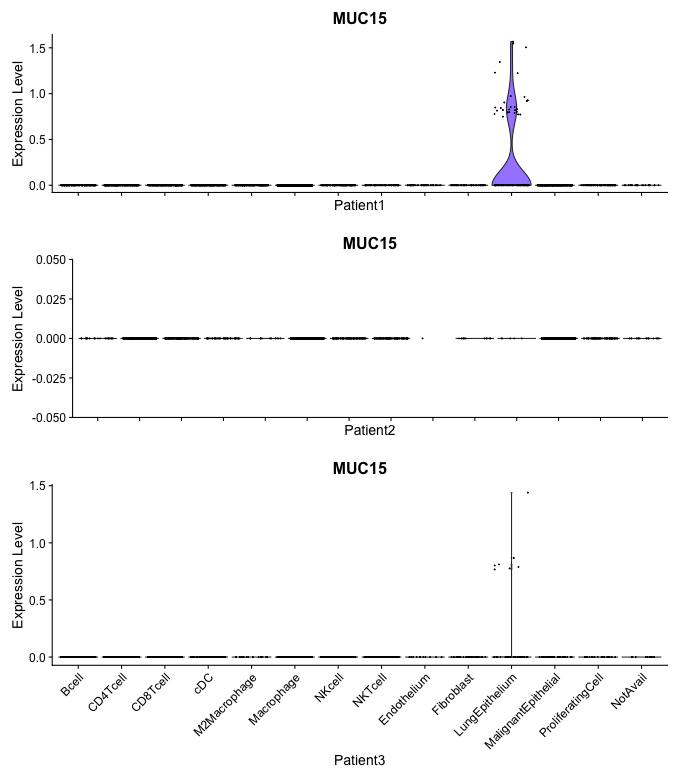 MUC15
Expression Level
1.5
1.0
0.5
0.0
Patient1
MUC15
Expression Level
0.050
0.025
0.000
-0.025
-0.050
Patient2
MUC15
Expression Level
1.5
1.0
0.5
0.0
Bcell
CD4Tcell
CD8Tcell
cDC
M2Macrophage
Macrophage
NKcell
NKTcell
Endothelium
Fibroblast
LungEpithelium
MalignantEpithelial
ProliferatingCell
NotAvail
Patient3